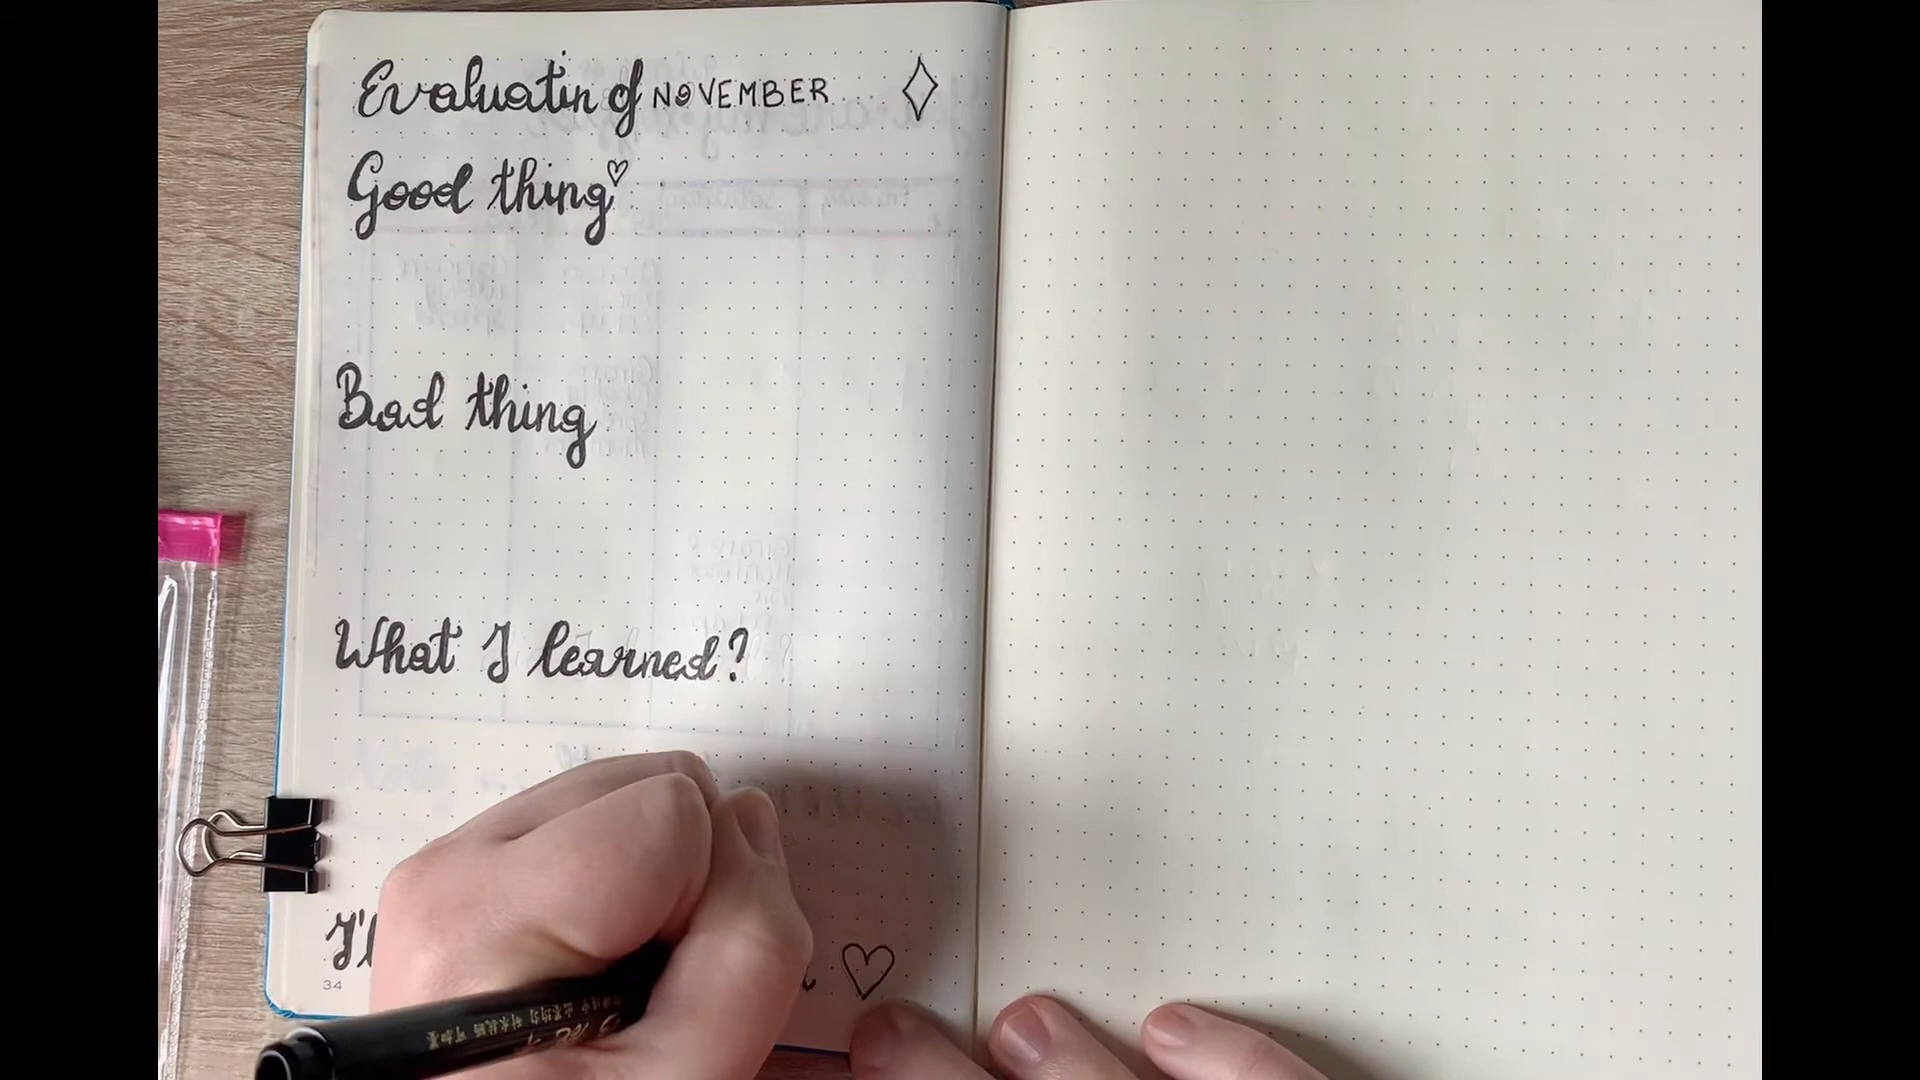 Evaluatin of NOVEMBER
Good thing
Bad thing
What I learned?
34